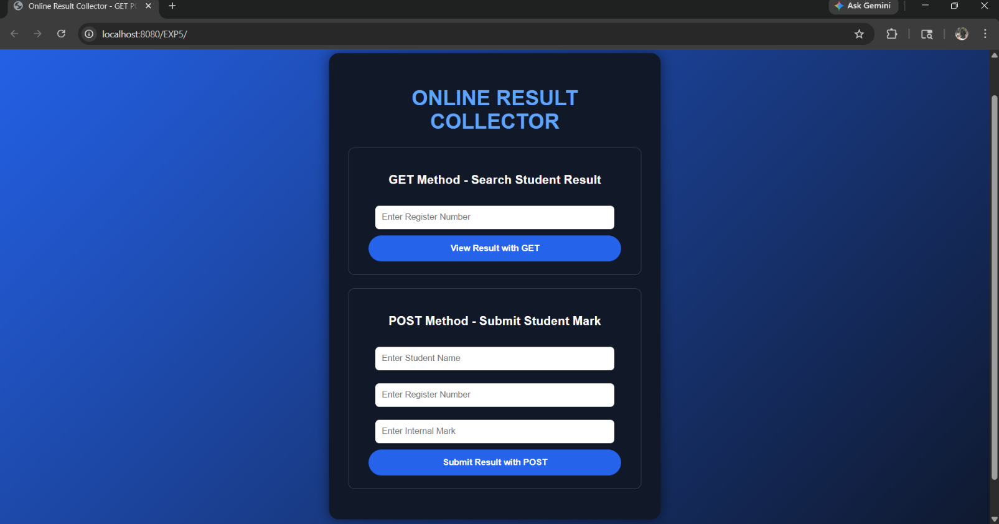 Online Result Collector - GET
Ask Gemini
localhost:8080/EXP5/
ONLINE RESULT
COLLECTOR
GET Method - Search Student Result
Enter Register Number
View Result with GET
POST Method - Submit Student Mark
Enter Student Name
Enter Register Number
Enter Internal Mark
Submit Result with POST